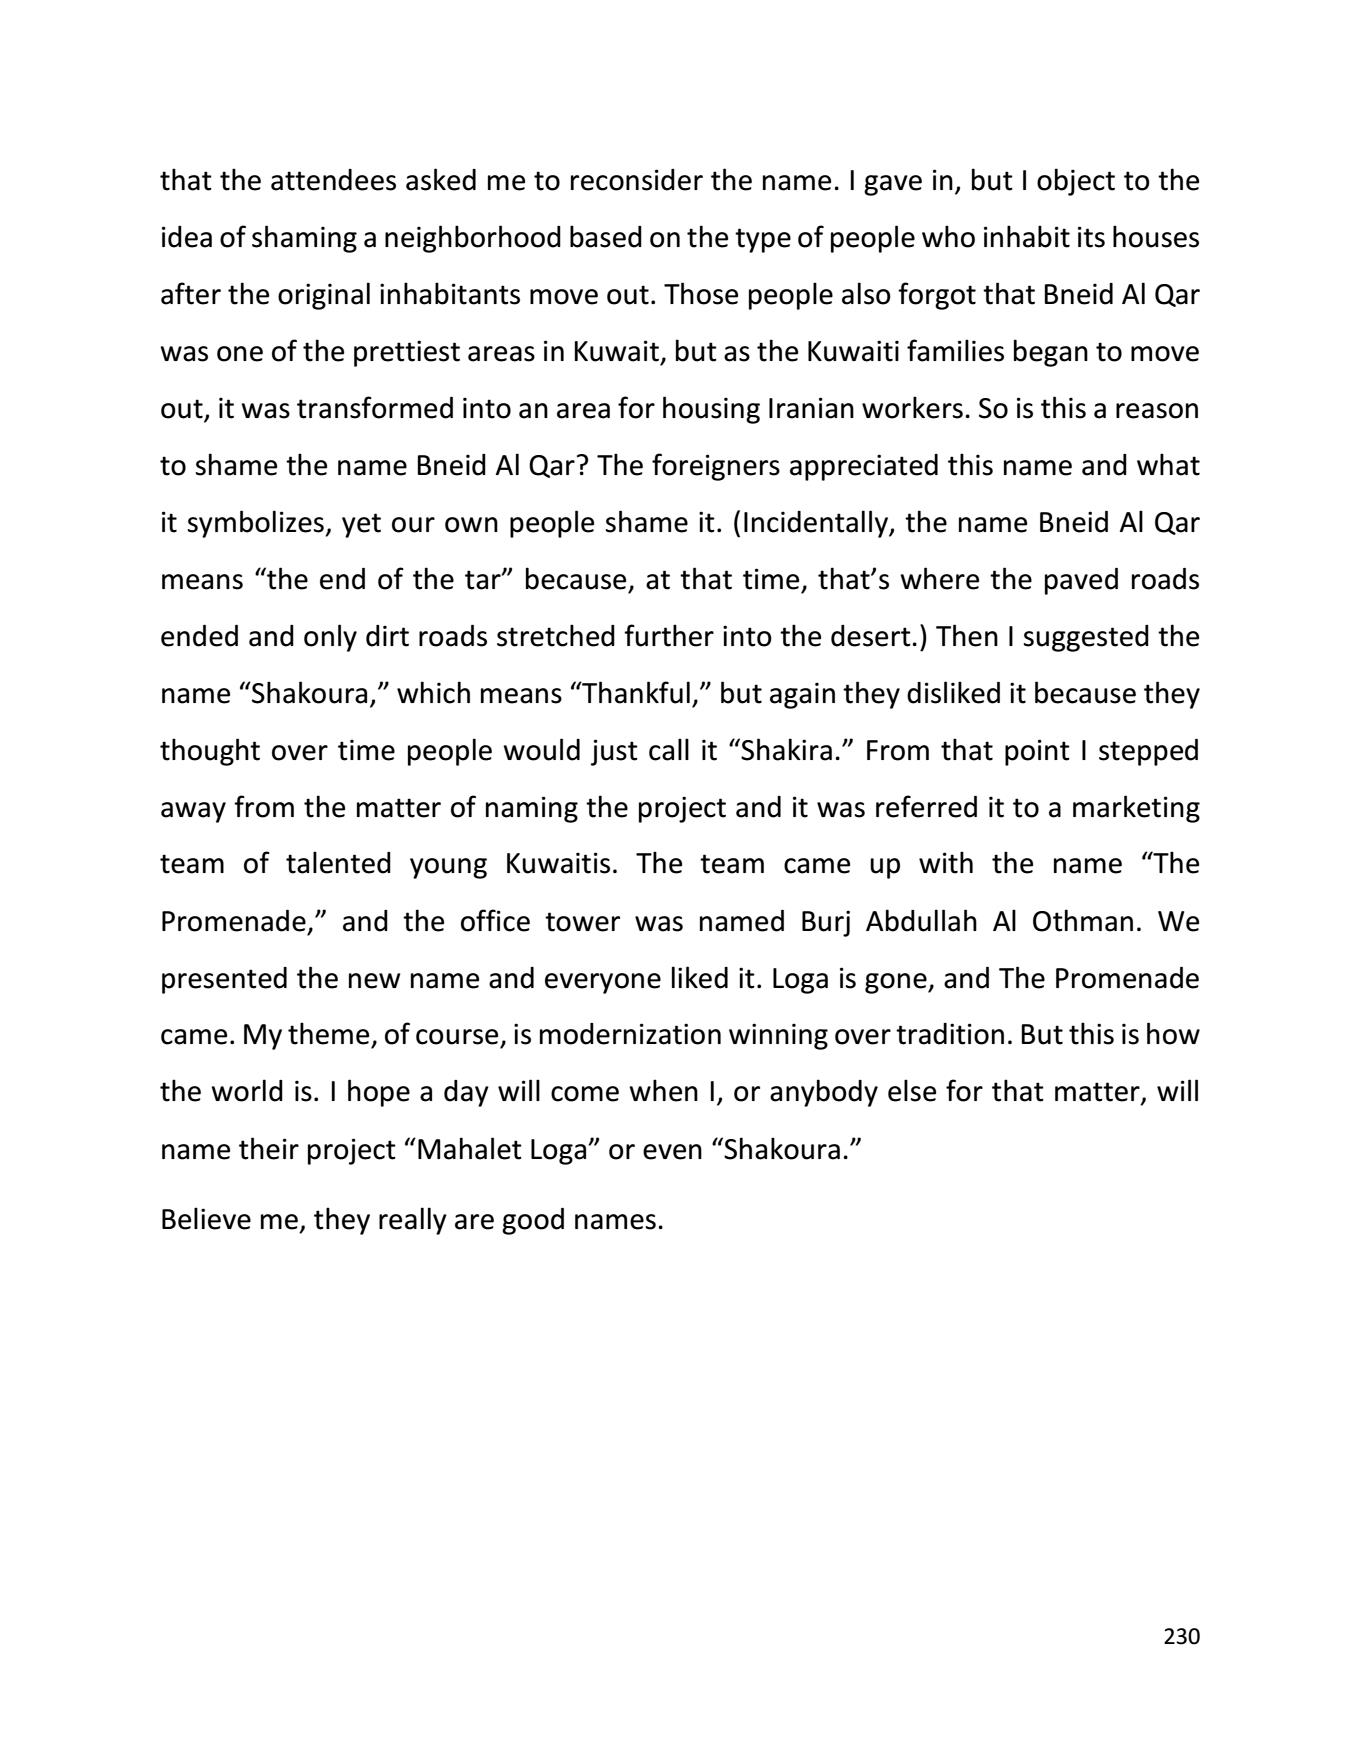 that the attendees asked me to reconsider the name. I gave in, but I object to the
idea of shaming a neighborhood based on the type of people who inhabit its houses
after the original inhabitants move out. Those people also forgot that Bneid Al Qar
was one of the prettiest areas in Kuwait, but as the Kuwaiti families began to move
out, it was transformed into an area for housing Iranian workers. So is this a reason
to shame the name Bneid Al Qar? The foreigners appreciated this name and what
it symbolizes, yet our own people shame it. (Incidentally, the name Bneid Al Qar
means “the end of the tar” because, at that time, that’s where the paved roads
ended and only dirt roads stretched further into the desert.) Then I suggested the
name “Shakoura,” which means “Thankful,” but again they disliked it because they
thought over time people would just call it “Shakira.” From that point I stepped
away from the matter of naming the project and it was referred it to a marketing
team of talented young Kuwaitis. The team came up with the name “The
Promenade,” and the office tower was named Burj Abdullah Al Othman. We
presented the new name and everyone liked it. Loga is gone, and The Promenade
came. My theme, of course, is modernization winning over tradition. But this is how
the world is. I hope a day will come when I, or anybody else for that matter, will
name their project “Mahalet Loga” or even “Shakoura.”
Believe me, they really are good names.
230